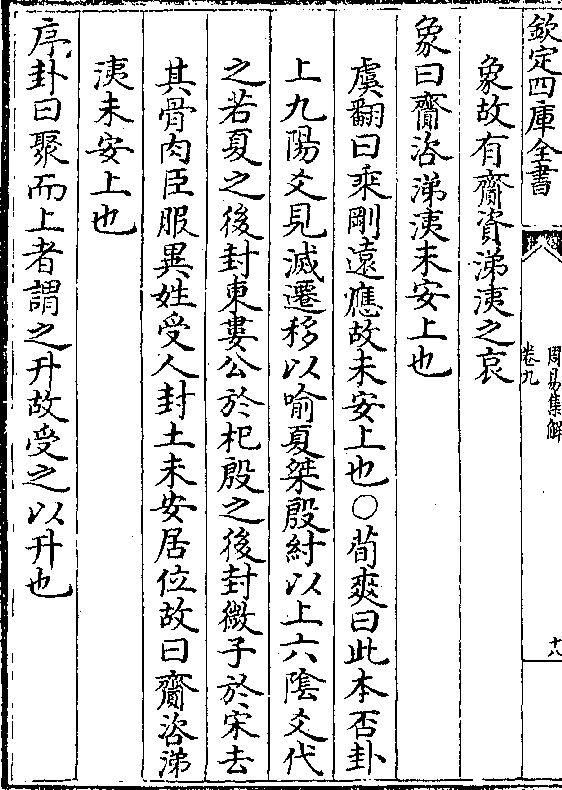 欽定四庫全書
周易集解
卷九
十八
象故有齎資涕洟之哀
象曰齎咨涕洟未安上也
虞翻曰乘剛遠應故未安上也○荀爽曰此本否卦
上九陽爻見滅遷移以喻夏桀殷紂以上六陰爻代
之若夏之後封東婁公於杞殷之後封微子於宋去
其骨肉臣服異姓受人封土未安居位故曰齎咨涕
洟未安上也
序卦曰聚而上者謂之升故受之以升也